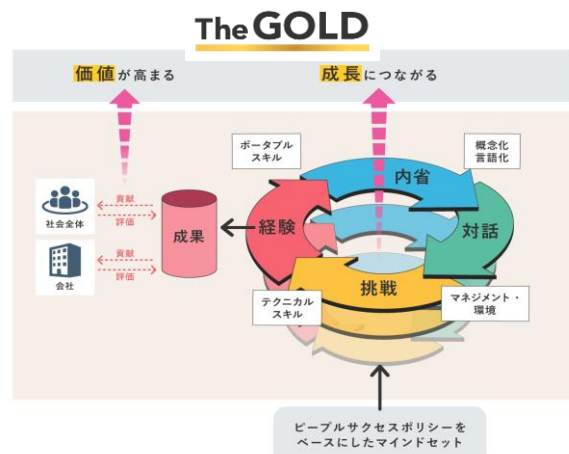 The GOLD
価値が高まる
成長につながる
ポータブル
スキル
概念化
言語化
内省
経験
対話
挑戦
成果
社会全体
貢献
評価
会社
貢献
評価
テクニカル
スキル
マネジメント・
環境
ピープルサクセスポリシーを
ベースにしたマインドセット